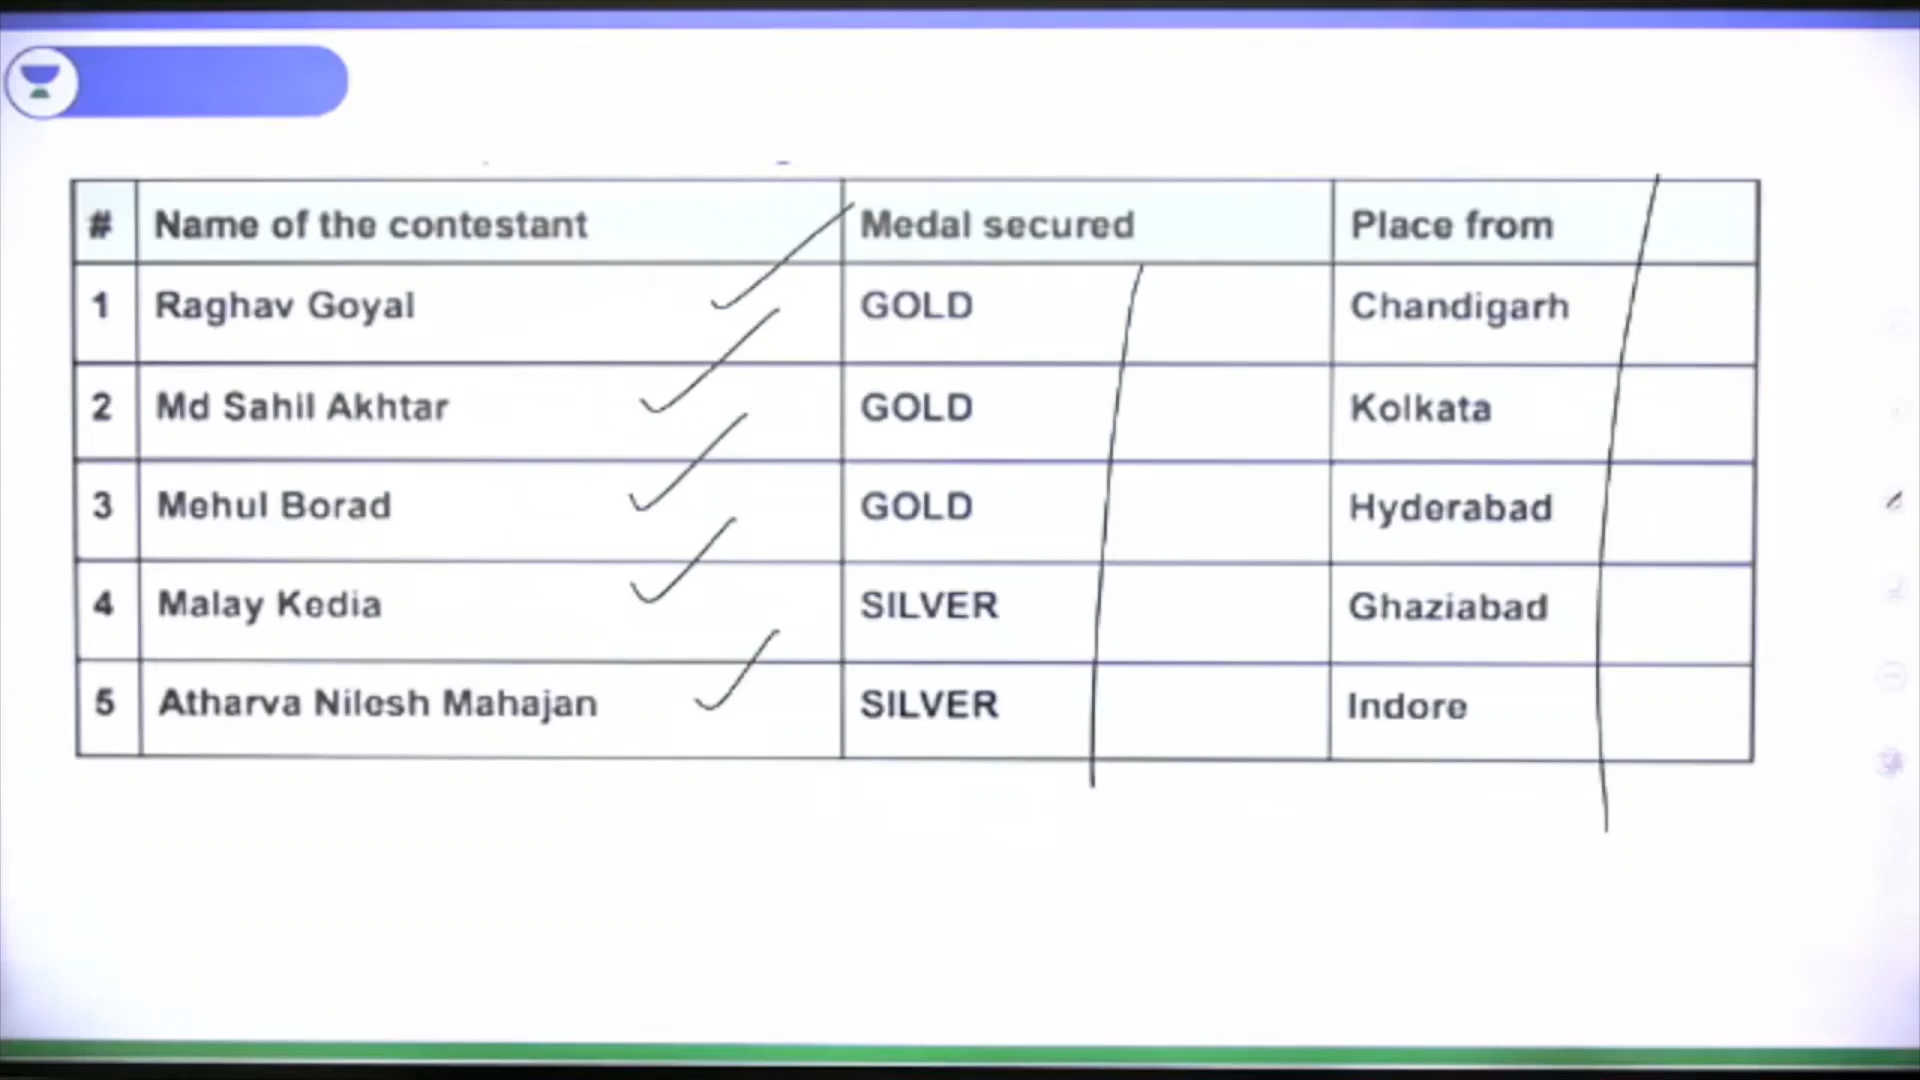 # Name of the contestant Medal secured Place from
1 Raghav Goyal GOLD Chandigarh
2 Md Sahil Akhtar GOLD Kolkata
3 Mehul Borad GOLD Hyderabad
4 Malay Kedia SILVER Ghaziabad
5 Atharva Nilesh Mahajan SILVER Indore